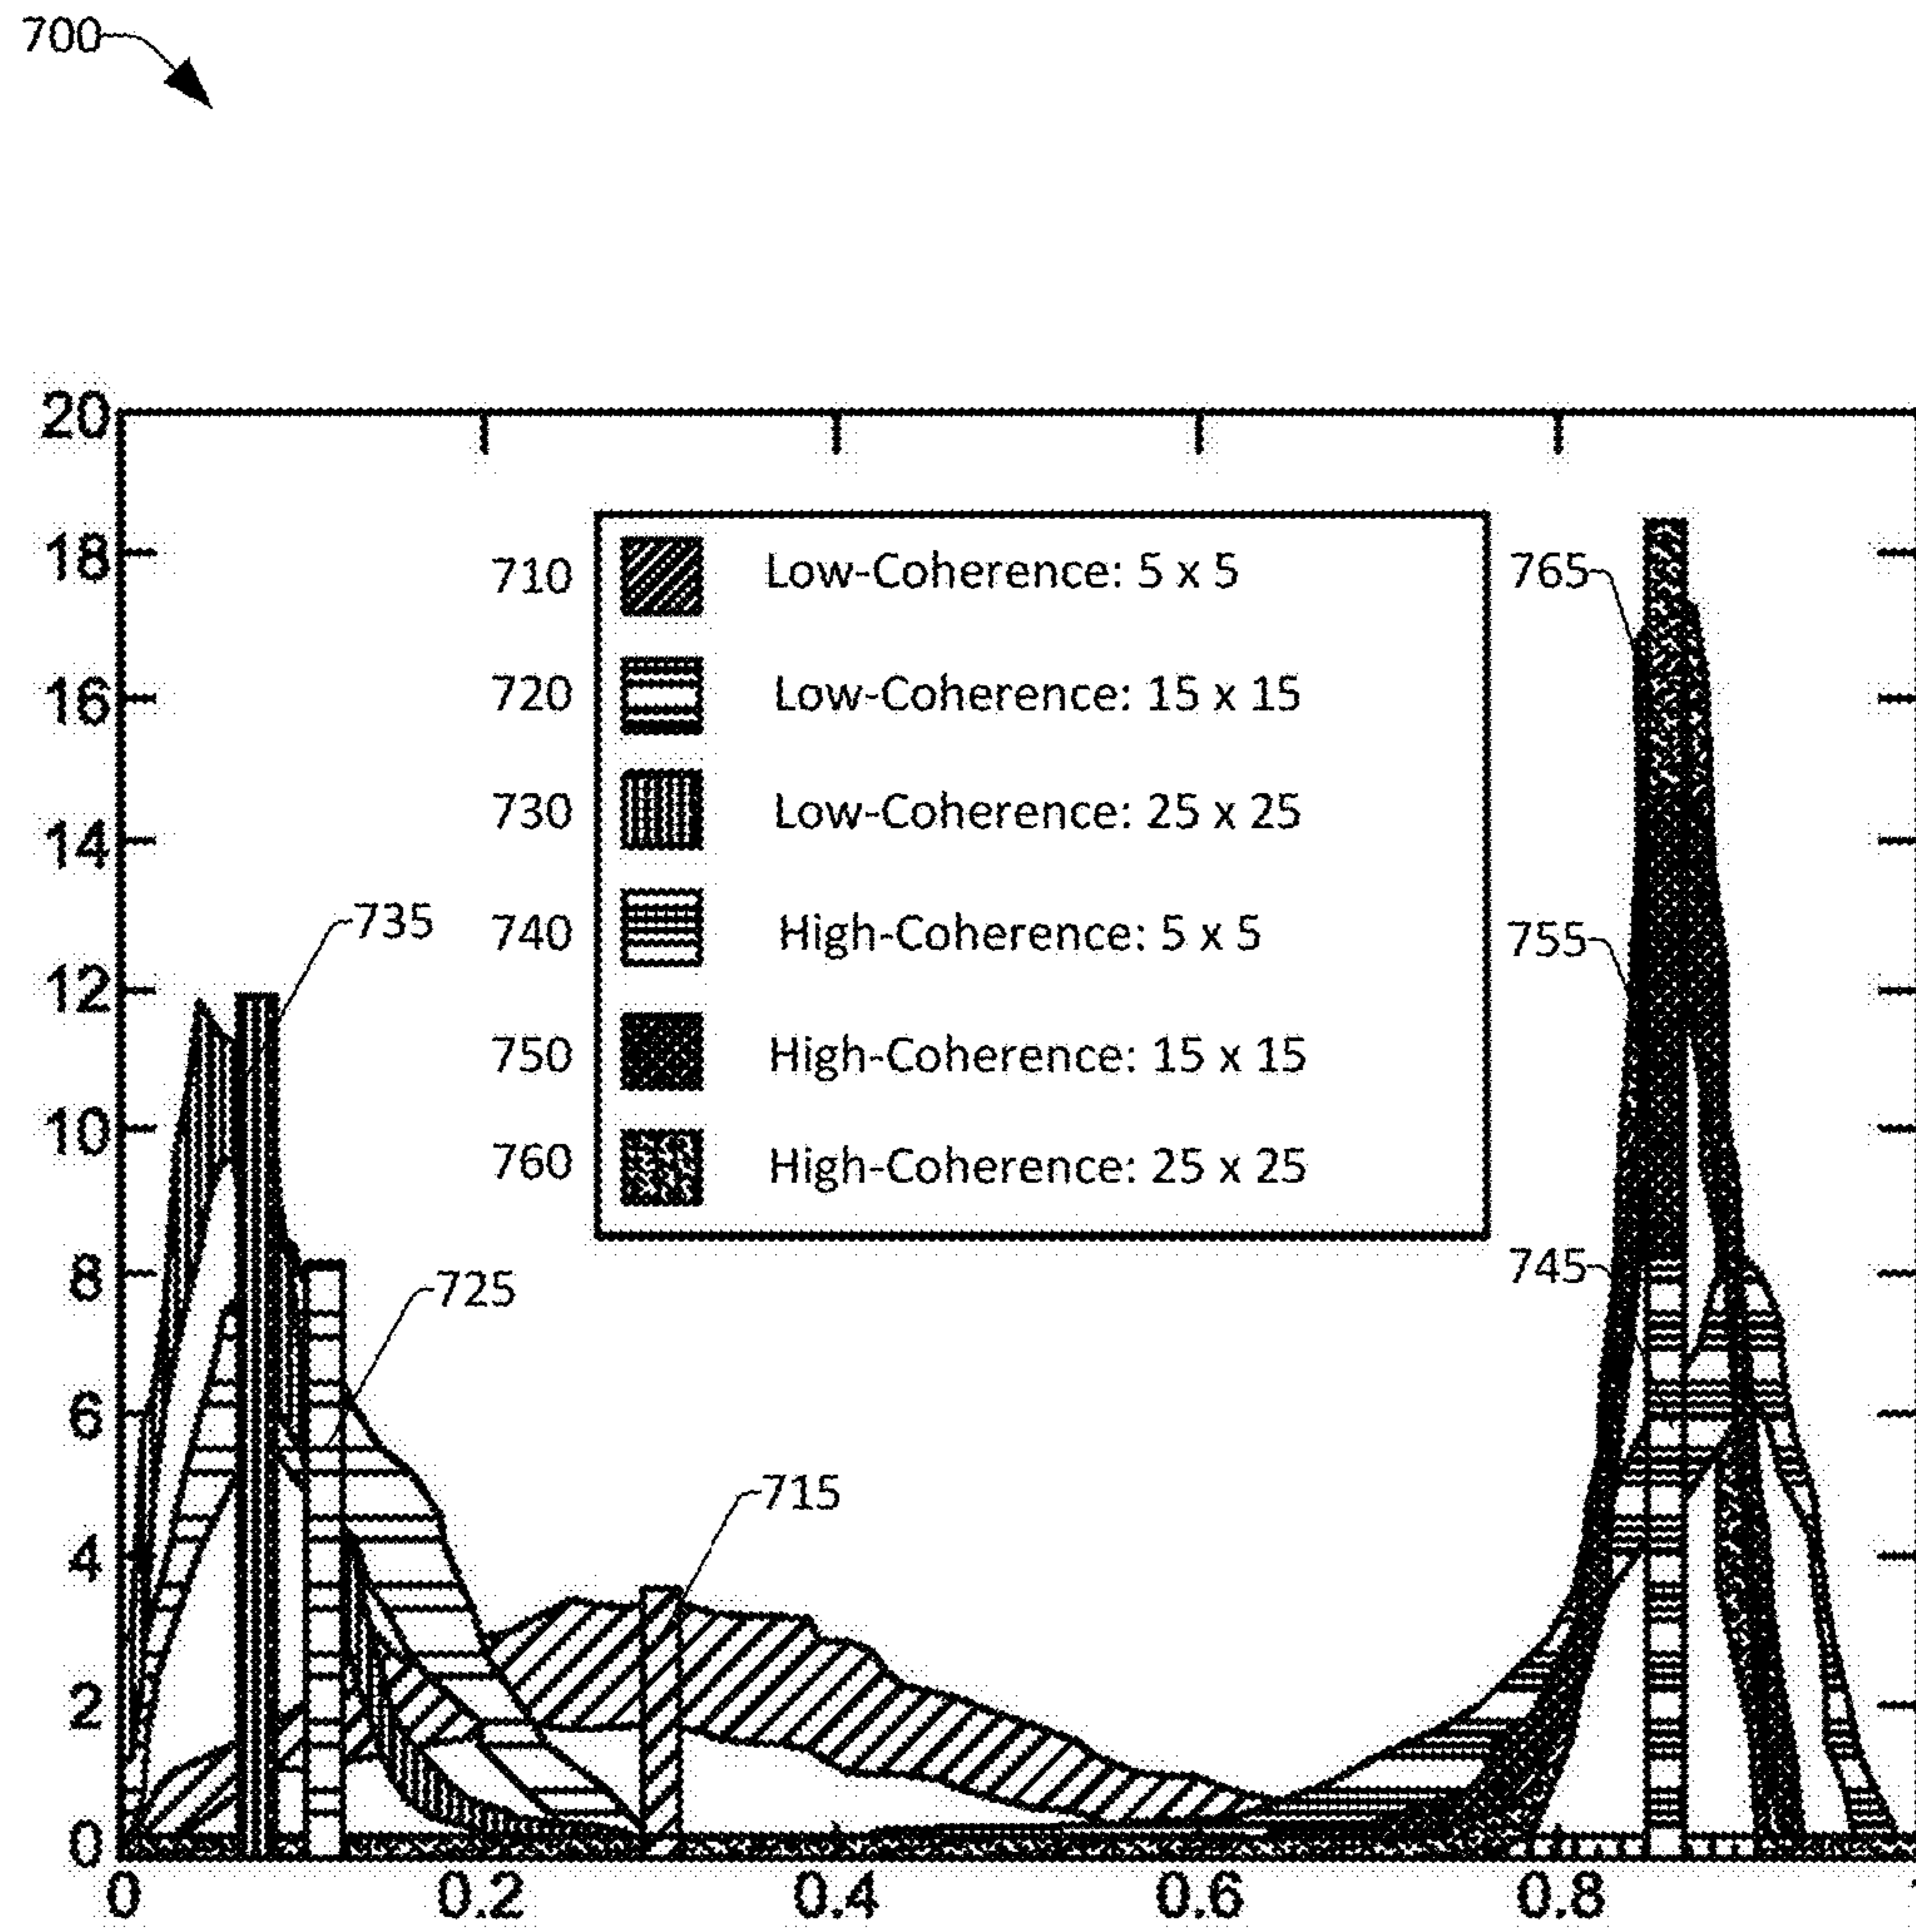 700
20
18
16
14
12
10
8
6
4
2
0
710 Low-Coherence: 5 x 5
720 Low-Coherence: 15 x 15
730 Low-Coherence: 25 x 25
740 High-Coherence: 5 x 5
750 High-Coherence: 15 x 15
760 High-Coherence: 25 x 25
765
735
755
725
745
715
0 0.2 0.4 0.6 0.8